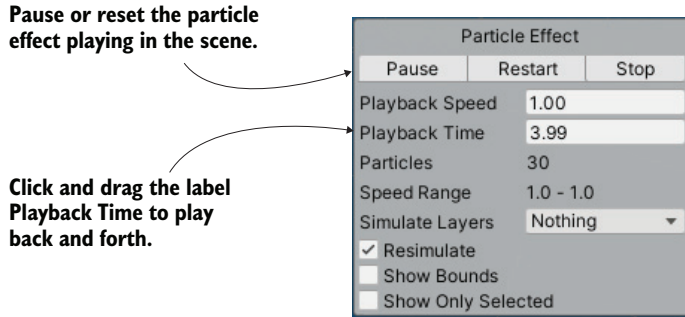 Pause or reset the particle
effect playing in the scene.
Click and drag the label
Playback Time to play
back and forth.
Particle Effect
Pause Restart Stop
Playback Speed 1.00
Playback Time 3.99
Particles 30
Speed Range 1.0 - 1.0
Simulate Layers Nothing
Resimulate
Show Bounds
Show Only Selected